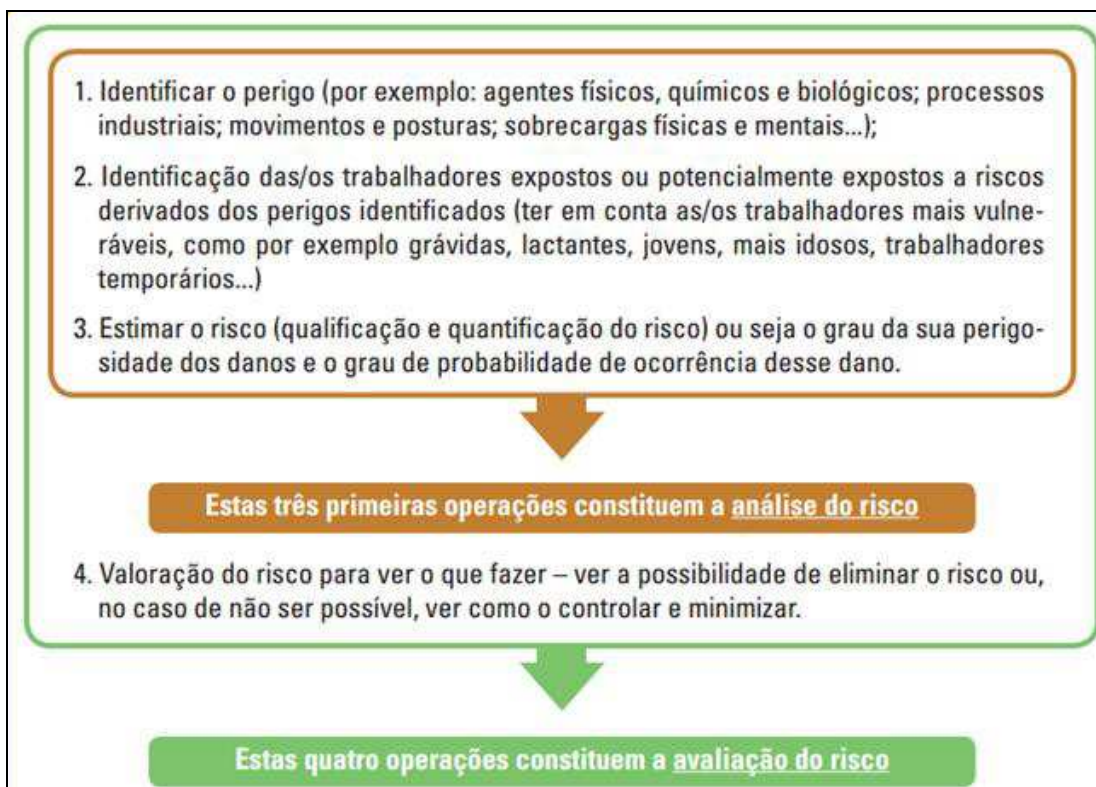 1. Identificar o perigo (por exemplo: agentes físicos, químicos e biológicos; processos
industriais; movimentos e posturas; sobrecargas físicas e mentais...);
2. Identificação das/os trabalhadores expostos ou potencialmente expostos a riscos
derivados dos perigos identificados (ter em conta as/os trabalhadores mais vulne-
ráveis, como por exemplo grávidas, lactantes, jovens, mais idosos, trabalhadores
temporários...)
3. Estimar o risco (qualificação e quantificação do risco) ou seja o grau da sua perigo-
sidade dos danos e o grau de probabilidade de ocorrência desse dano.
Estas três primeiras operações constituem a análise do risco
4. Valoração do risco para ver o que fazer – ver a possibilidade de eliminar o risco ou,
no caso de não ser possível, ver como o controlar e minimizar.
Estas quatro operações constituem a avaliação do risco